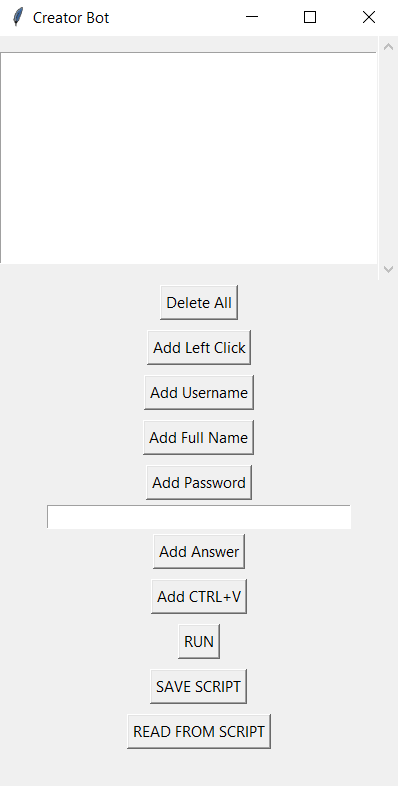 Creator Bot
Delete All
Add Left Click
Add Username
Add Full Name
Add Password
Add Answer
Add CTRL+V
RUN
SAVE SCRIPT
READ FROM SCRIPT